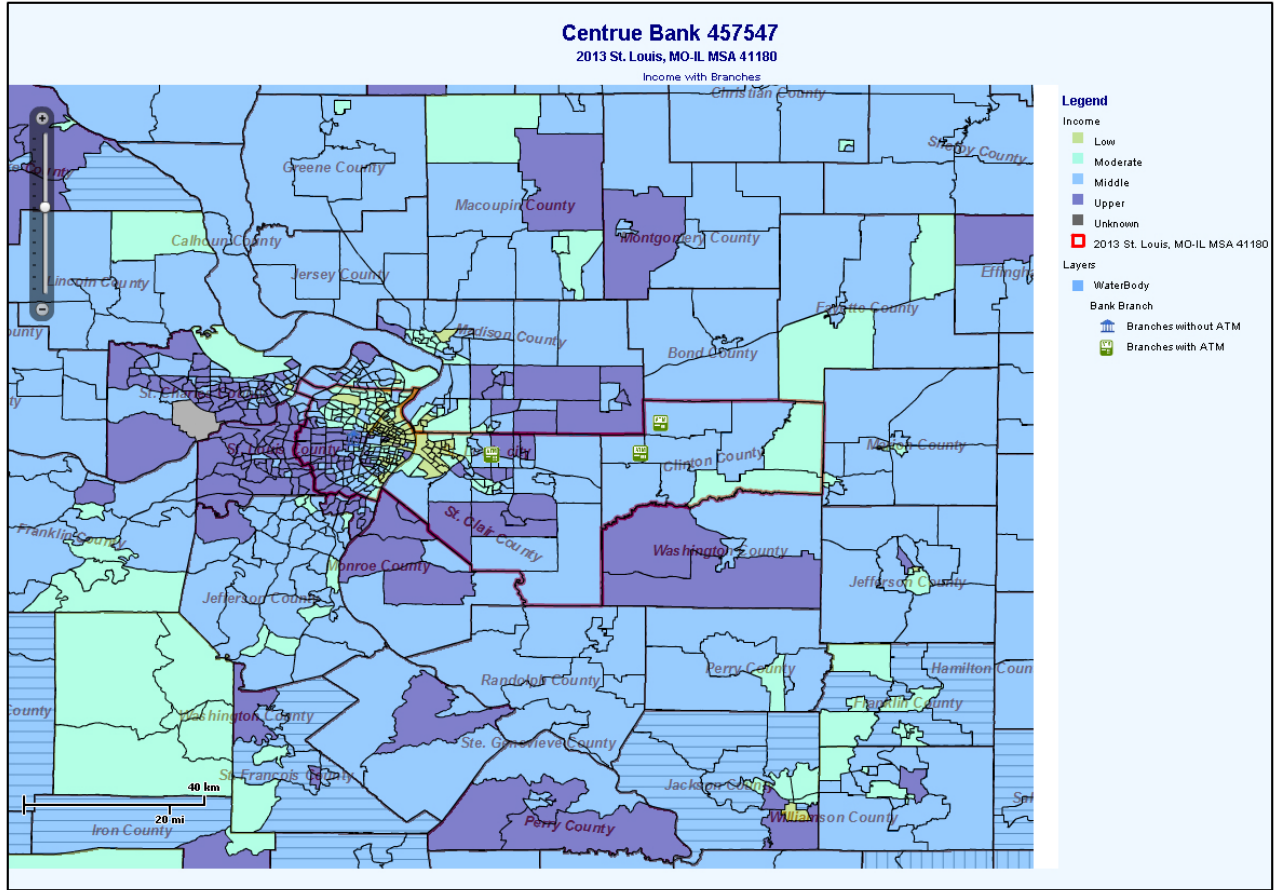 Centrue Bank 457547
2013 St. Louis, MO-IL MSA 41180
Income with Branches
Legend
Income
Low
Moderate
Middle
Upper
Unknown
2013 St. Louis, MO-IL MSA 41180
Layers
WaterBody
Bank Branch
Branches without ATM
Branches with ATM
Christian County
Shelby County
Greene County
Macoupin County
Montgomery County
Calhoun County
Jersey County
Lincoln County
Effingh
Fayette County
ounty
Madison County
Bond County
St. Charles County
Marion County
St. Louis County
city
Clinton County
St. Clair County
Franklin County
Washington County
Monroe County
Jefferson County
Jefferson County
Perry County
Hamilton Coun
Randolph County
Franklin County
County
Washington County
Ste. Genevieve County
St. Francois County
Jackson County
40 km
20 mi
Williamson County
Perry County
Iron County